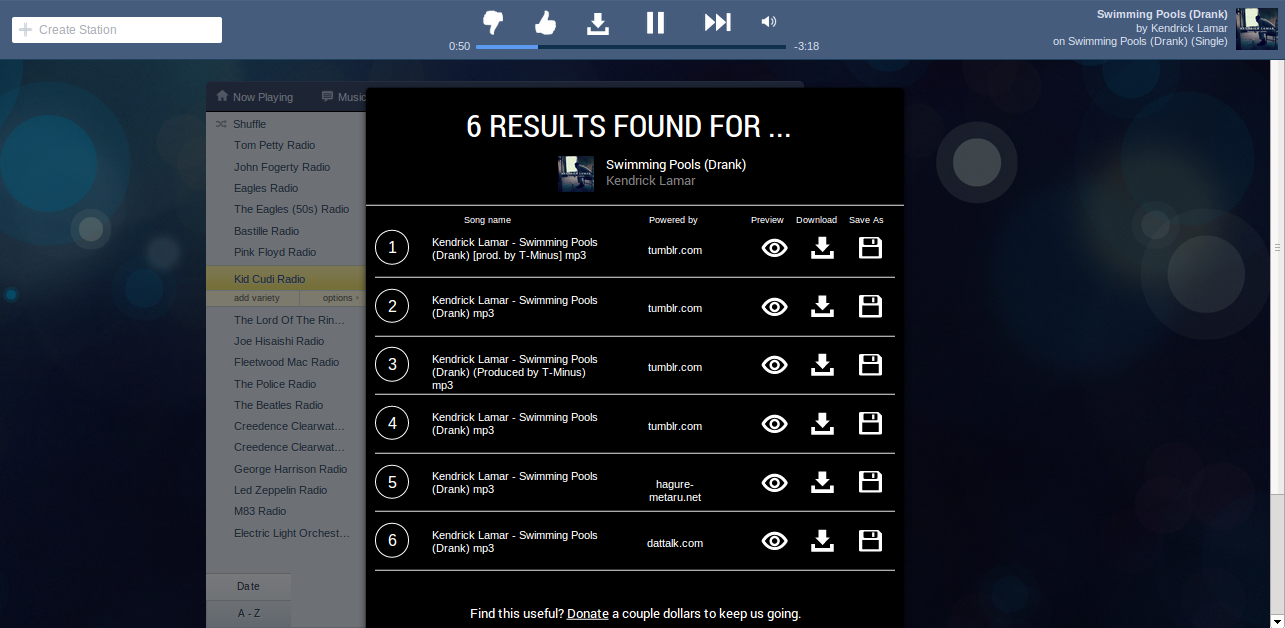 Create Station
0:50
-3:18
Swimming Pools (Drank)
by Kendrick Lamar
on Swimming Pools (Drank) (Single)
Now Playing
Music
Shuffle
Tom Petty Radio
John Fogerty Radio
Eagles Radio
The Eagles (50s) Radio
Bastille Radio
Pink Floyd Radio
Kid Cudi Radio
add variety
options ›
The Lord Of The Rin...
Joe Hisaishi Radio
Fleetwood Mac Radio
The Police Radio
The Beatles Radio
Creedence Clearwat...
Creedence Clearwat...
George Harrison Radio
Led Zeppelin Radio
M83 Radio
Electric Light Orchest...
Date
A - Z
6 RESULTS FOUND FOR ...
Swimming Pools (Drank)
Kendrick Lamar
Song name Powered by Preview Download Save As
1
Kendrick Lamar - Swimming Pools
(Drank) [prod. by T-Minus] mp3
tumblr.com
2
Kendrick Lamar - Swimming Pools
(Drank) mp3
tumblr.com
3
Kendrick Lamar - Swimming Pools
(Drank) (Produced by T-Minus)
mp3
tumblr.com
4
Kendrick Lamar - Swimming Pools
(Drank) mp3
tumblr.com
5
Kendrick Lamar - Swimming Pools
(Drank) mp3
hagure-
metaru.net
6
Kendrick Lamar - Swimming Pools
(Drank) mp3
dattalk.com
Find this useful? Donate a couple dollars to keep us going.